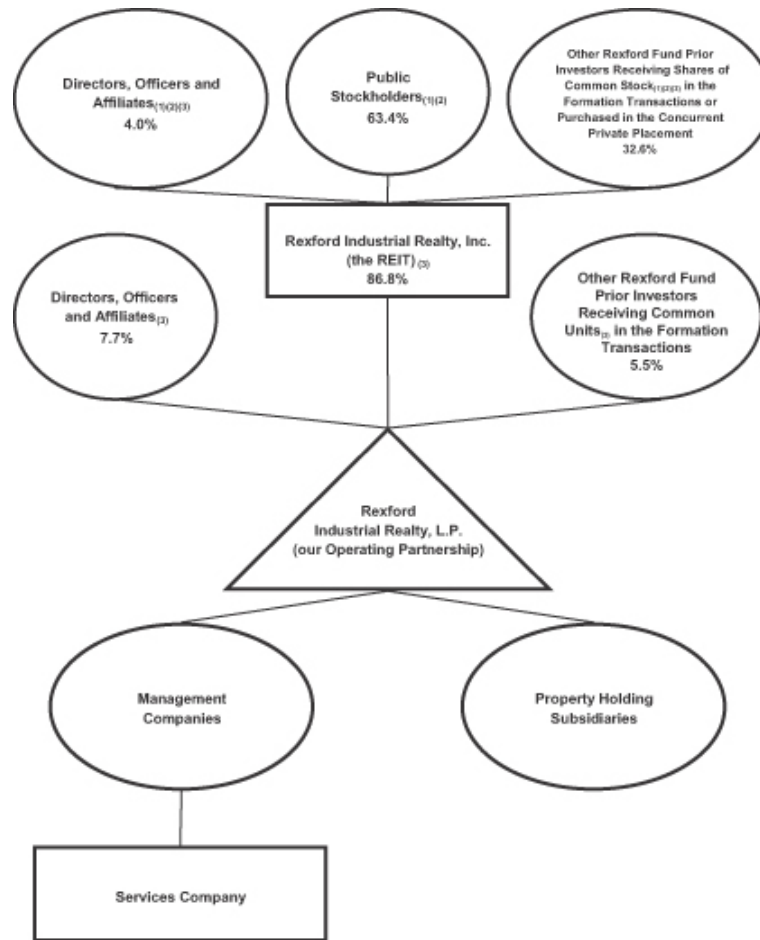 Directors, Officers and
Affiliates(1)(2)(3)
4.0%
Public
Stockholders(1)(2)
63.4%
Other Rexford Fund Prior
Investors Receiving Shares of
Common Stock(1)(2)(3) in the
Formation Transactions or
Purchased in the Concurrent
Private Placement
32.6%
Rexford Industrial Realty, Inc.
(the REIT) (3)
86.8%
Directors, Officers
and Affiliates(3)
7.7%
Other Rexford Fund
Prior Investors
Receiving Common
Units(3) in the Formation
Transactions
5.5%
Rexford
Industrial Realty, L.P.
(our Operating Partnership)
Management
Companies
Property Holding
Subsidiaries
Services Company